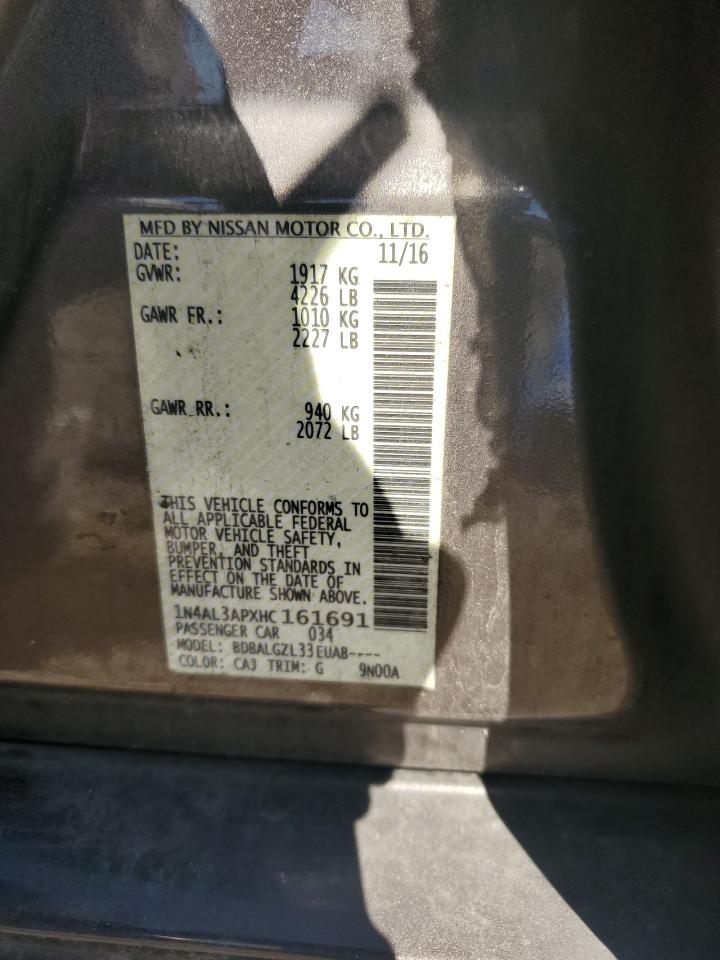 MFD BY NISSAN MOTOR CO., LTD.
DATE: 11/16
GVWR: 1917 KG
4226 LB
GAWR FR.: 1010 KG
2227 LB
GAWR RR.: 940 KG
2072 LB
THIS VEHICLE CONFORMS TO
ALL APPLICABLE FEDERAL
MOTOR VEHICLE SAFETY,
BUMPER, AND THEFT
PREVENTION STANDARDS IN
EFFECT ON THE DATE OF
MANUFACTURE SHOWN ABOVE.
1N4AL3APXHC161691
PASSENGER CAR 034
MODEL: BDBALGZL33EUAB----
COLOR: CA3 TRIM: G 9N00A